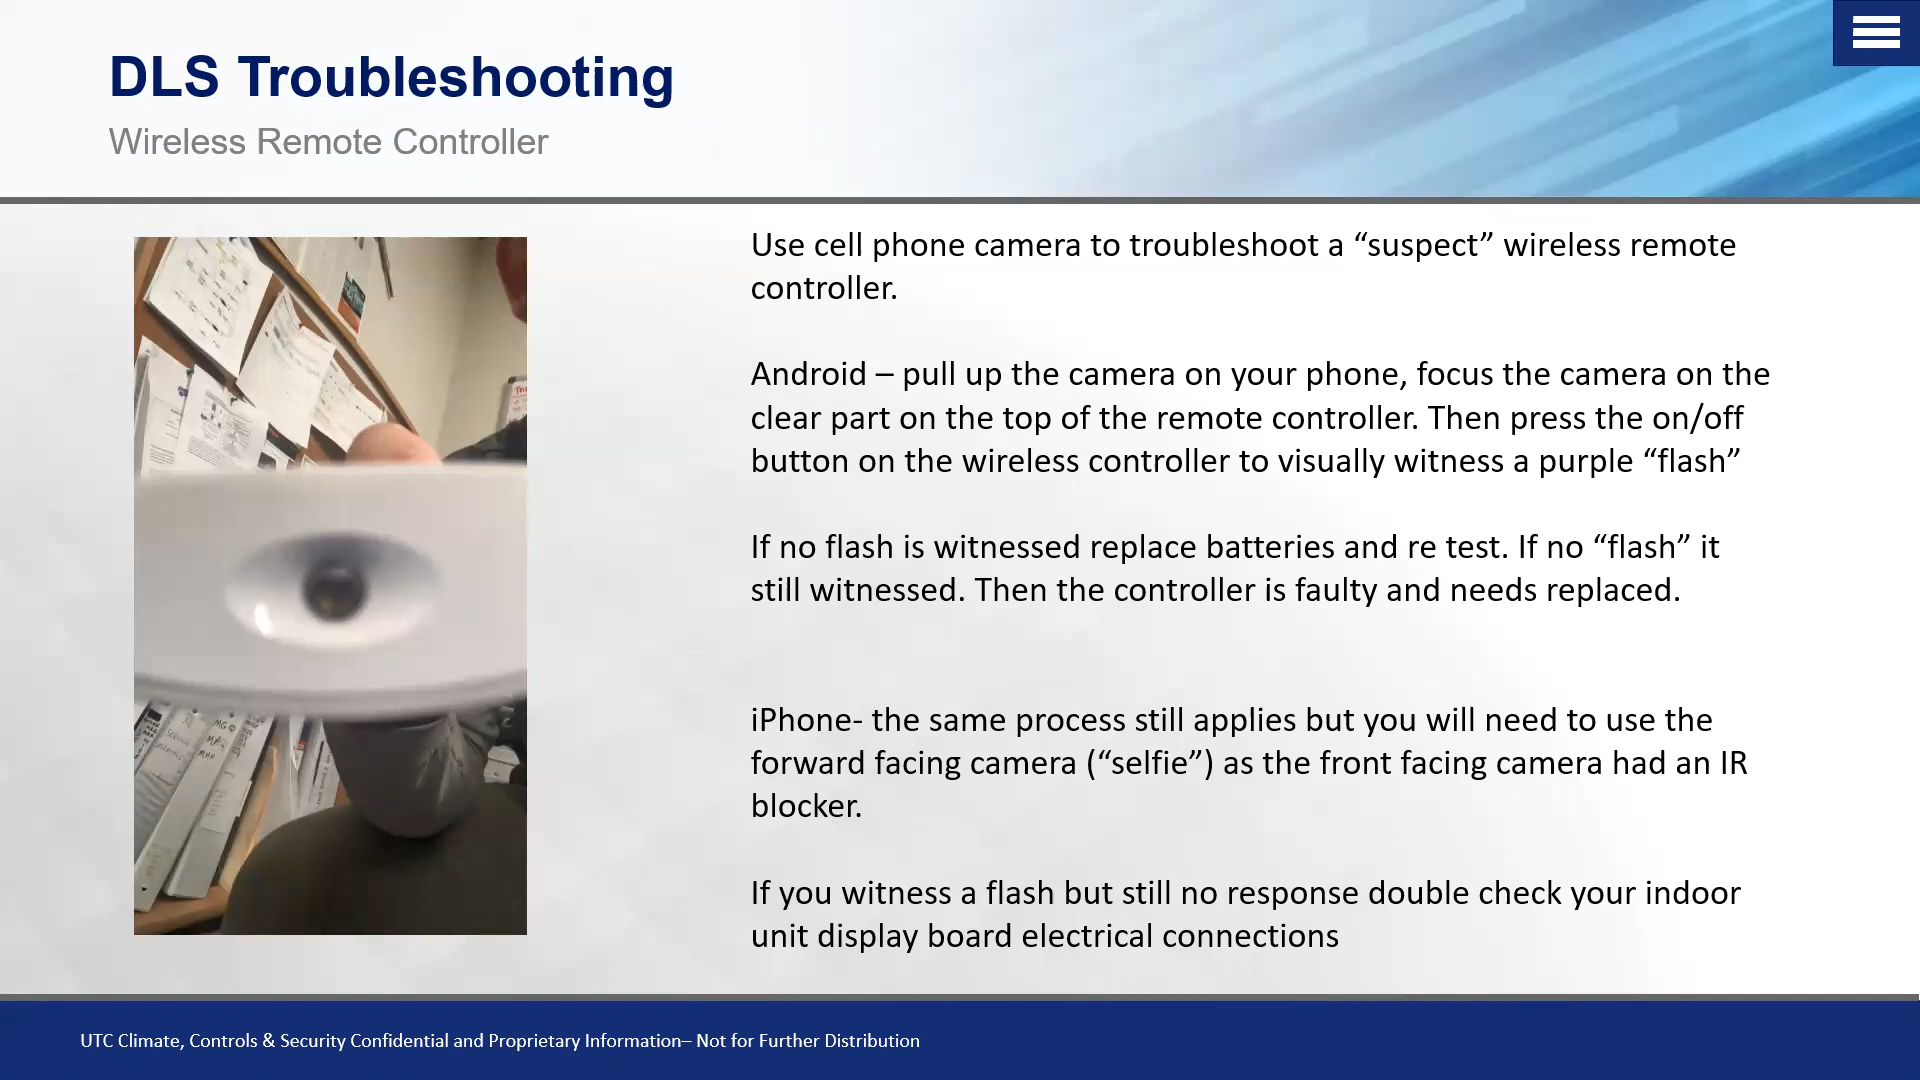 DLS Troubleshooting
Wireless Remote Controller
Use cell phone camera to troubleshoot a “suspect” wireless remote
controller.
Android – pull up the camera on your phone, focus the camera on the
clear part on the top of the remote controller. Then press the on/off
button on the wireless controller to visually witness a purple “flash”
If no flash is witnessed replace batteries and re test. If no “flash” it
still witnessed. Then the controller is faulty and needs replaced.
iPhone- the same process still applies but you will need to use the
forward facing camera (“selfie”) as the front facing camera had an IR
blocker.
If you witness a flash but still no response double check your indoor
unit display board electrical connections
UTC Climate, Controls & Security Confidential and Proprietary Information– Not for Further Distribution